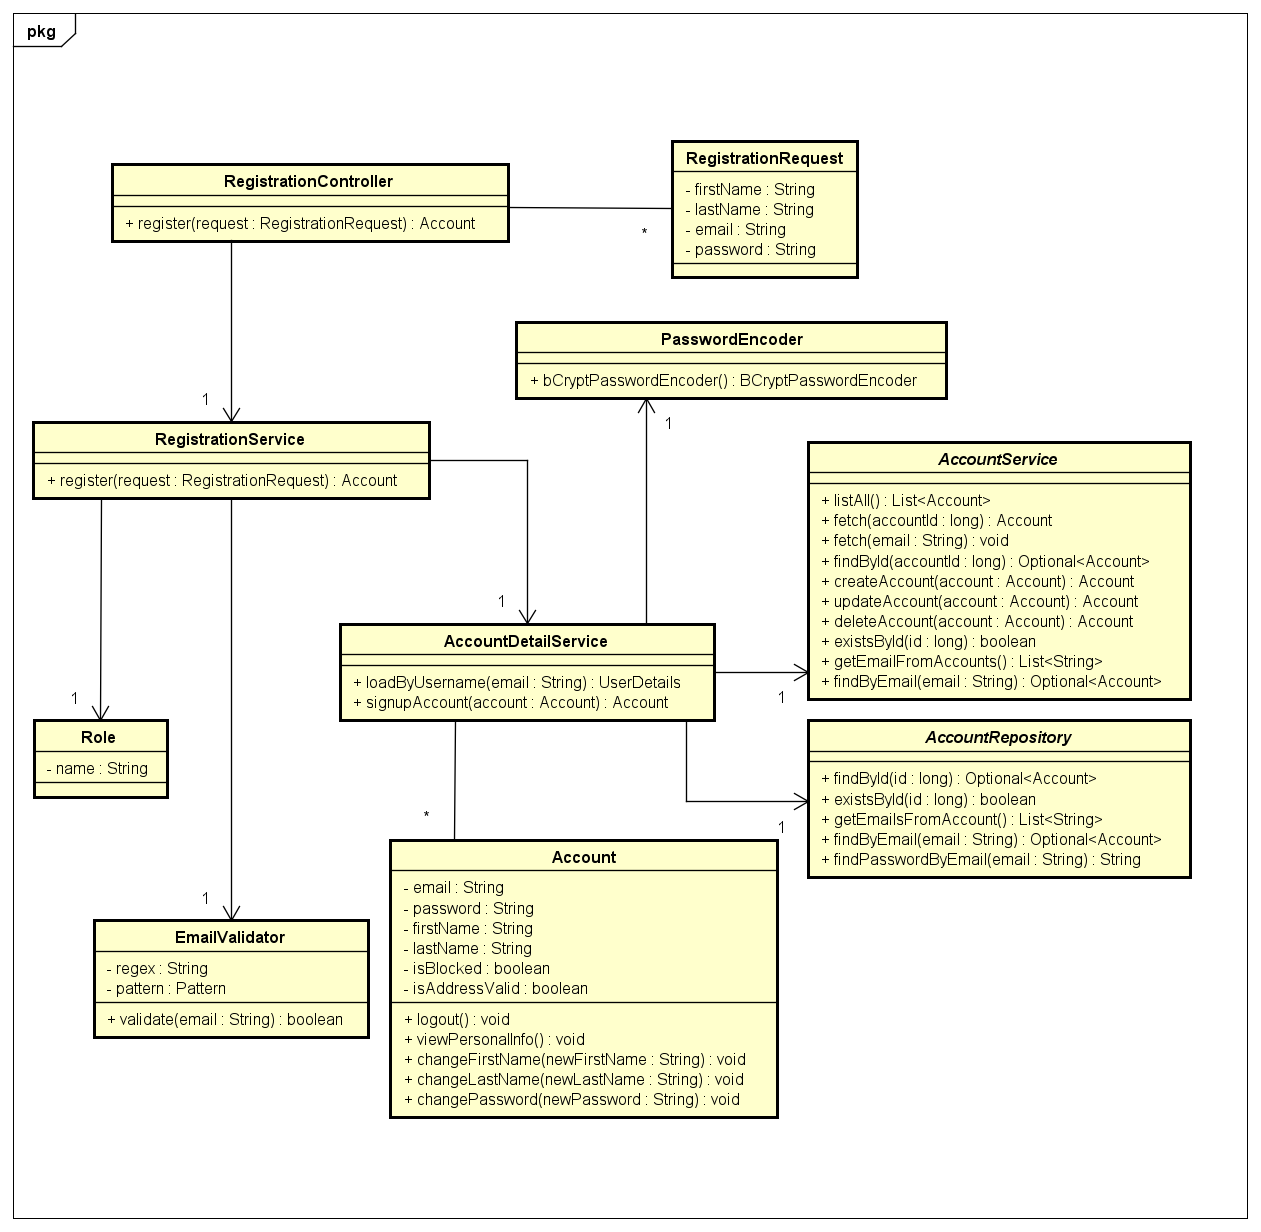 pkg
RegistrationController
+ register(request : RegistrationRequest) : Account
RegistrationRequest
- firstName : String
- lastName : String
- email : String
- password : String
*
PasswordEncoder
+ bCryptPasswordEncoder() : BCryptPasswordEncoder
1
1
RegistrationService
+ register(request : RegistrationRequest) : Account
AccountService
+ listAll() : List<Account>
+ fetch(accountId : long) : Account
+ fetch(email : String) : void
+ findById(accountId : long) : Optional<Account>
+ createAccount(account : Account) : Account
+ updateAccount(account : Account) : Account
+ deleteAccount(account : Account) : Account
+ existsById(id : long) : boolean
+ getEmailFromAccounts() : List<String>
+ findByEmail(email : String) : Optional<Account>
1
1
AccountDetailService
+ loadByUsername(email : String) : UserDetails
+ signupAccount(account : Account) : Account
1
Role
- name : String
AccountRepository
+ findById(id : long) : Optional<Account>
+ existsById(id : long) : boolean
+ getEmailsFromAccount() : List<String>
+ findByEmail(email : String) : Optional<Account>
+ findPasswordByEmail(email : String) : String
1
*
Account
- email : String
- password : String
- firstName : String
- lastName : String
- isBlocked : boolean
- isAddressValid : boolean
+ logout() : void
+ viewPersonalInfo() : void
+ changeFirstName(newFirstName : String) : void
+ changeLastName(newLastName : String) : void
+ changePassword(newPassword : String) : void
1
EmailValidator
- regex : String
- pattern : Pattern
+ validate(email : String) : boolean